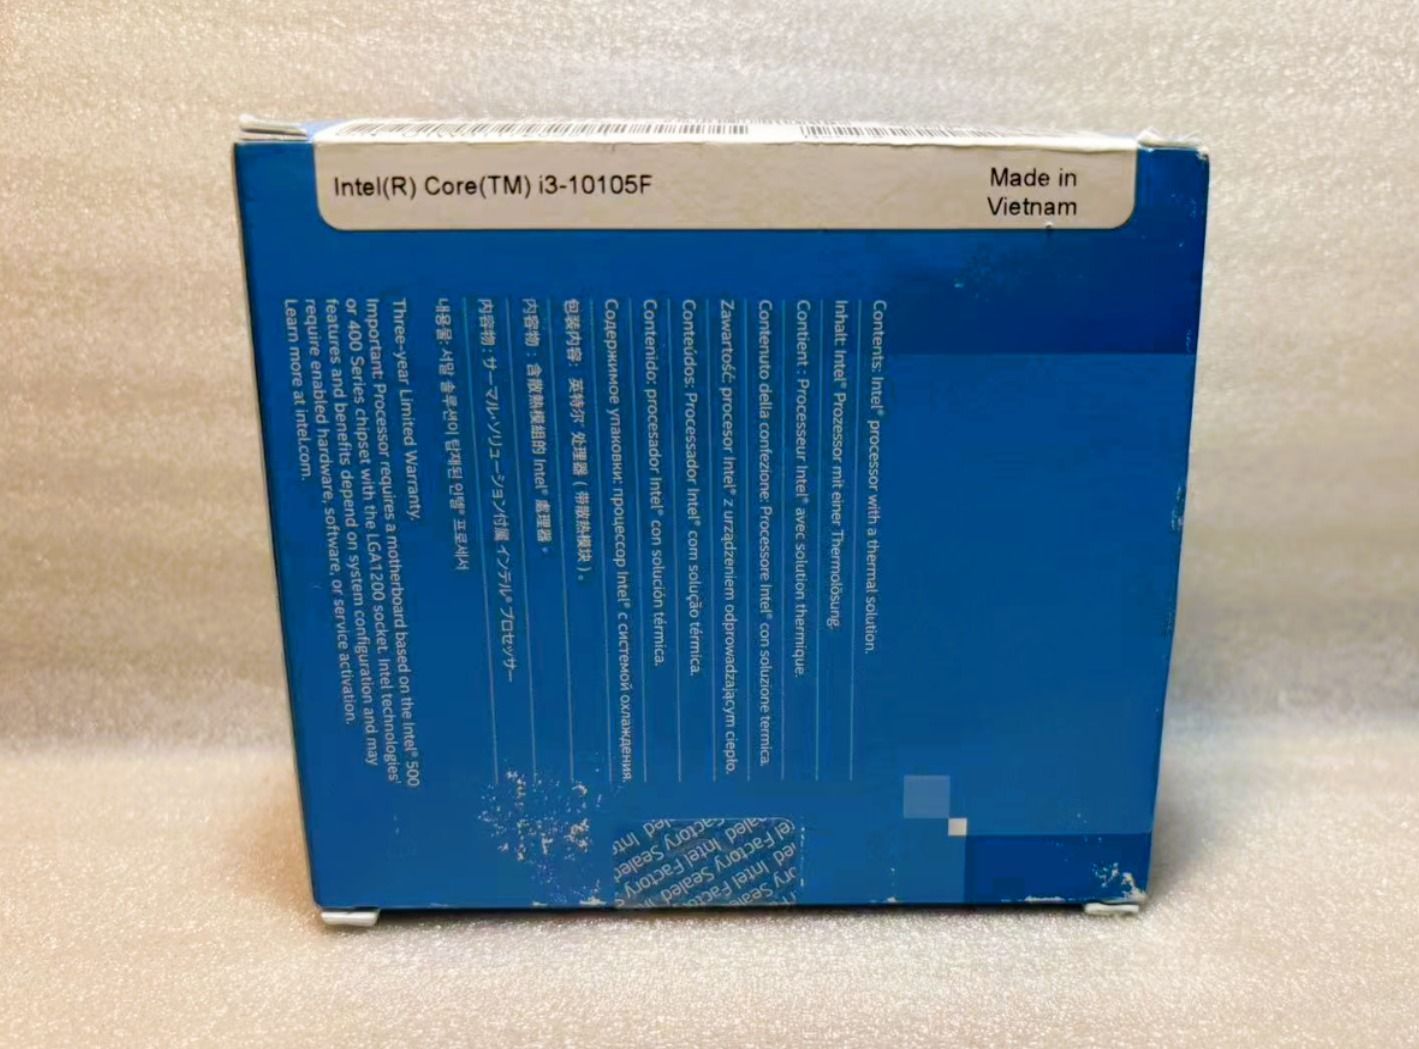 Intel(R) Core(TM) i3-10105F
Made in
Vietnam
Contents: Intel® processor with a thermal solution.
Inhalt: Intel® Prozessor mit einer Thermolösung.
Contient : Processeur Intel® avec solution thermique.
Contenuto della confezione: Processore Intel® con soluzione termica.
Zawartość: procesor Intel® z urządzeniem odprowadzającym ciepło.
Conteúdos: Processador Intel® com solução térmica.
Contenido: procesador Intel® con solución térmica.
Содержимое упаковки: процессор Intel® с системой охлаждения.
包装内容: 英特尔® 处理器 ( 带散热模块 )。
內容物 : 含散熱模組的 Intel® 處理器。
内容物 : サーマル・ソリューション付属 インテル® プロセッサー
내용물: 서말 솔루션이 탑재된 인텔® 프로세서
Three-year Limited Warranty.
Important: Processor requires a motherboard based on the Intel® 500
or 400 Series chipset with the LGA1200 socket. Intel technologies'
features and benefits depend on system configuration and may
require enabled hardware, software, or service activation.
Learn more at intel.com.
el Factory Sealed Inte
aled Intel Factory
Factory Sealed